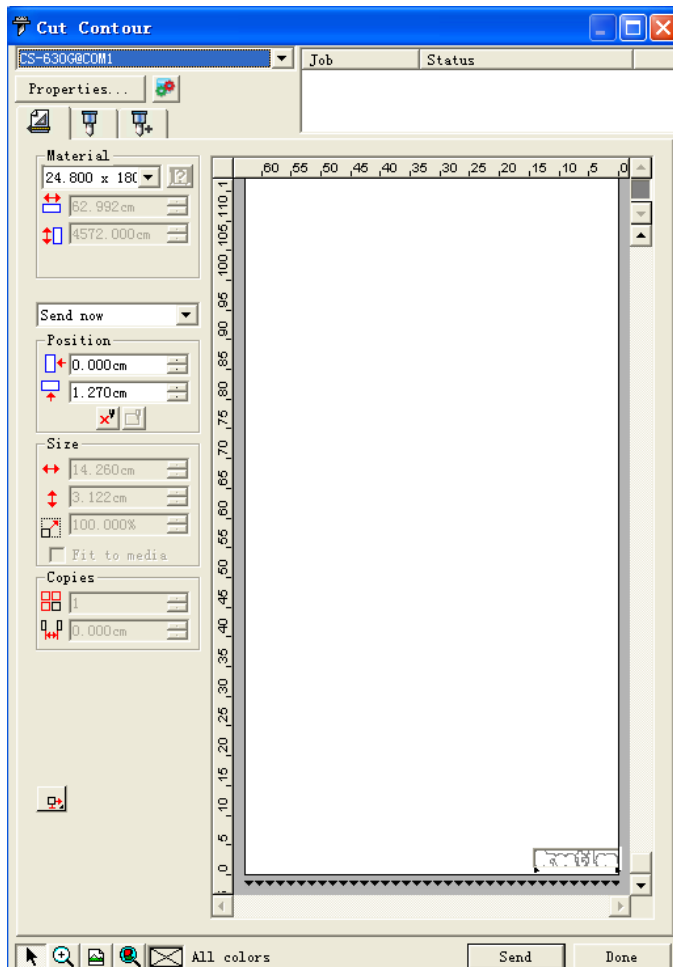 Cut Contour
CS-630G@COM1
Job
Status
Properties...
Material
24.800 x 180
62.992cm
4572.000cm
Send now
Position
0.000cm
1.270cm
Size
14.260cm
3.122cm
100.000%
Fit to media
Copies
1
0.000cm
60 55 50 45 40 35 30 25 20 15 10 5 0
110
105
100
95
90
85
80
75
70
65
60
55
50
45
40
35
30
25
20
15
10
5
0
All colors
Send
Done